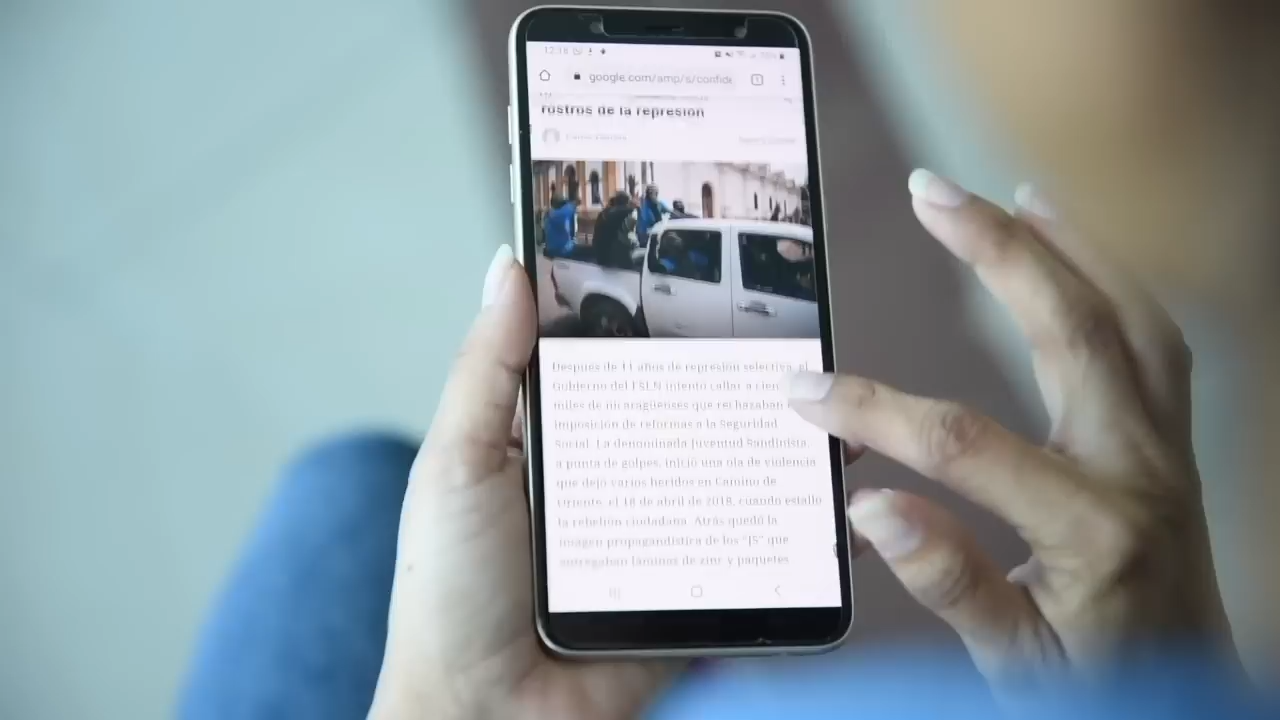 12:18
google.com/amp/s/confide
rostros de la represión
Después de 11 años de represión selectiva, el
Gobierno del FSLN intentó callar a cien
miles de nicaragüenses que rechazaban
imposición de reformas a la Seguridad
Social. La denominada Juventud Sandinista,
a punta de golpes, inició una ola de violencia
que dejó varios heridos en Camino de
Oriente, el 18 de abril de 2018, cuando estalló
la rebelión ciudadana. Atrás quedó la
imagen propagandística de los “JS” que
entregaban láminas de zinc y paquetes